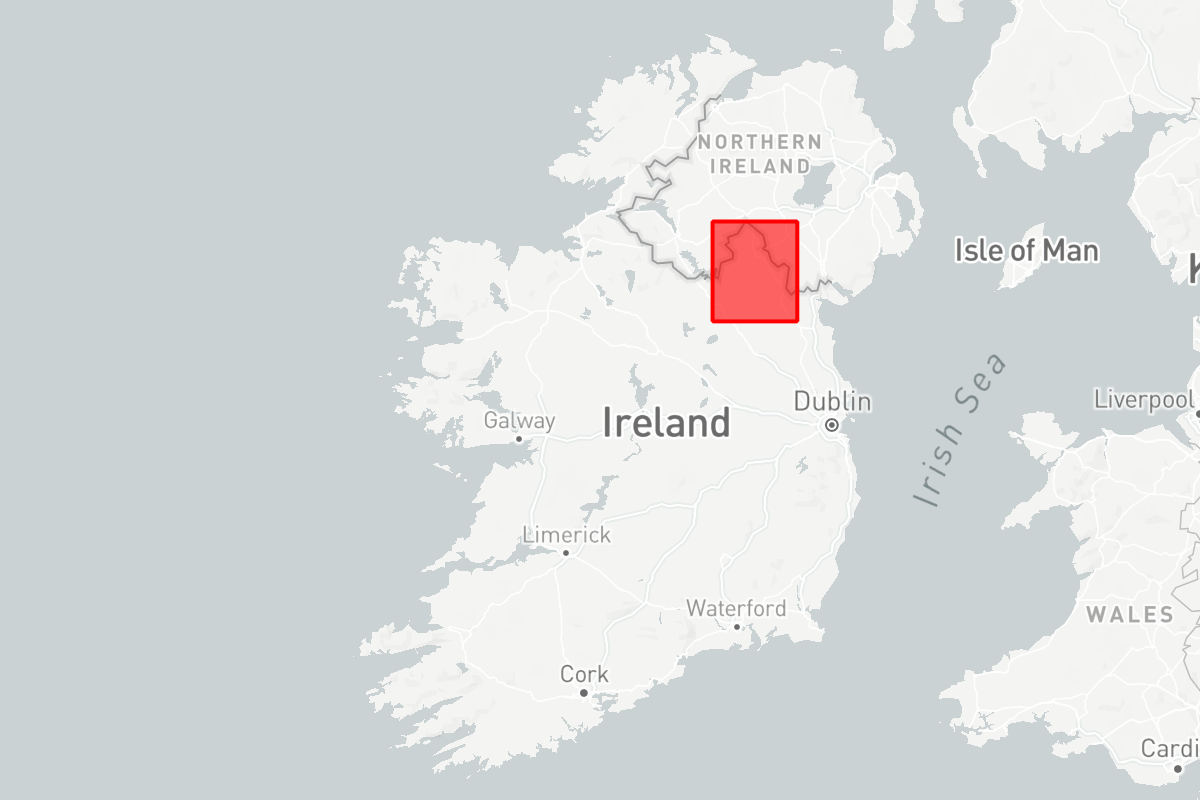 NORTHERN
IRELAND
Isle of Man
Irish Sea
Dublin
Liverpool
Galway
Ireland
Limerick
Waterford
WALES
Cork
Cardi
K